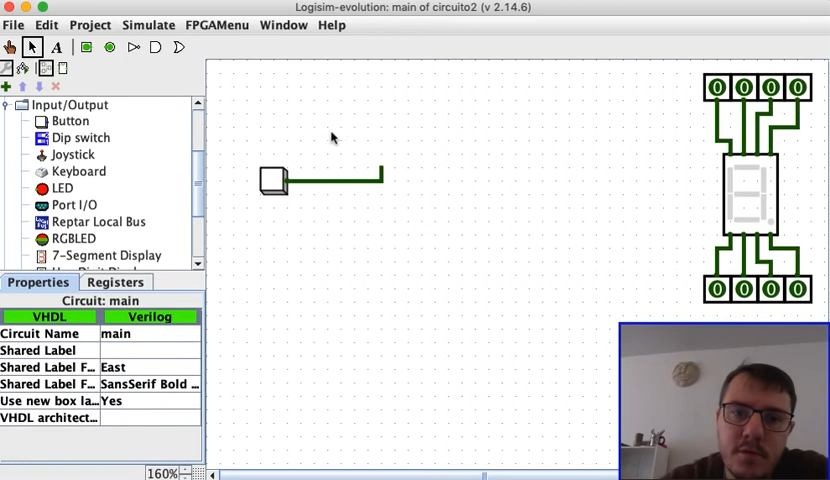 Logisim-evolution: main of circuito2 (v 2.14.6)
File Edit Project Simulate FPGAMenu Window Help
A
Input/Output
Button
Dip switch
Joystick
Keyboard
LED
Port I/O
Reptar Local Bus
RGBLED
7-Segment Display
Properties Registers
Circuit: main
VHDL Verilog
Circuit Name main
Shared Label
Shared Label F... East
Shared Label F... SansSerif Bold ...
Use new box la... Yes
VHDL architect...
160%
0 0 0 0
0 0 0 0